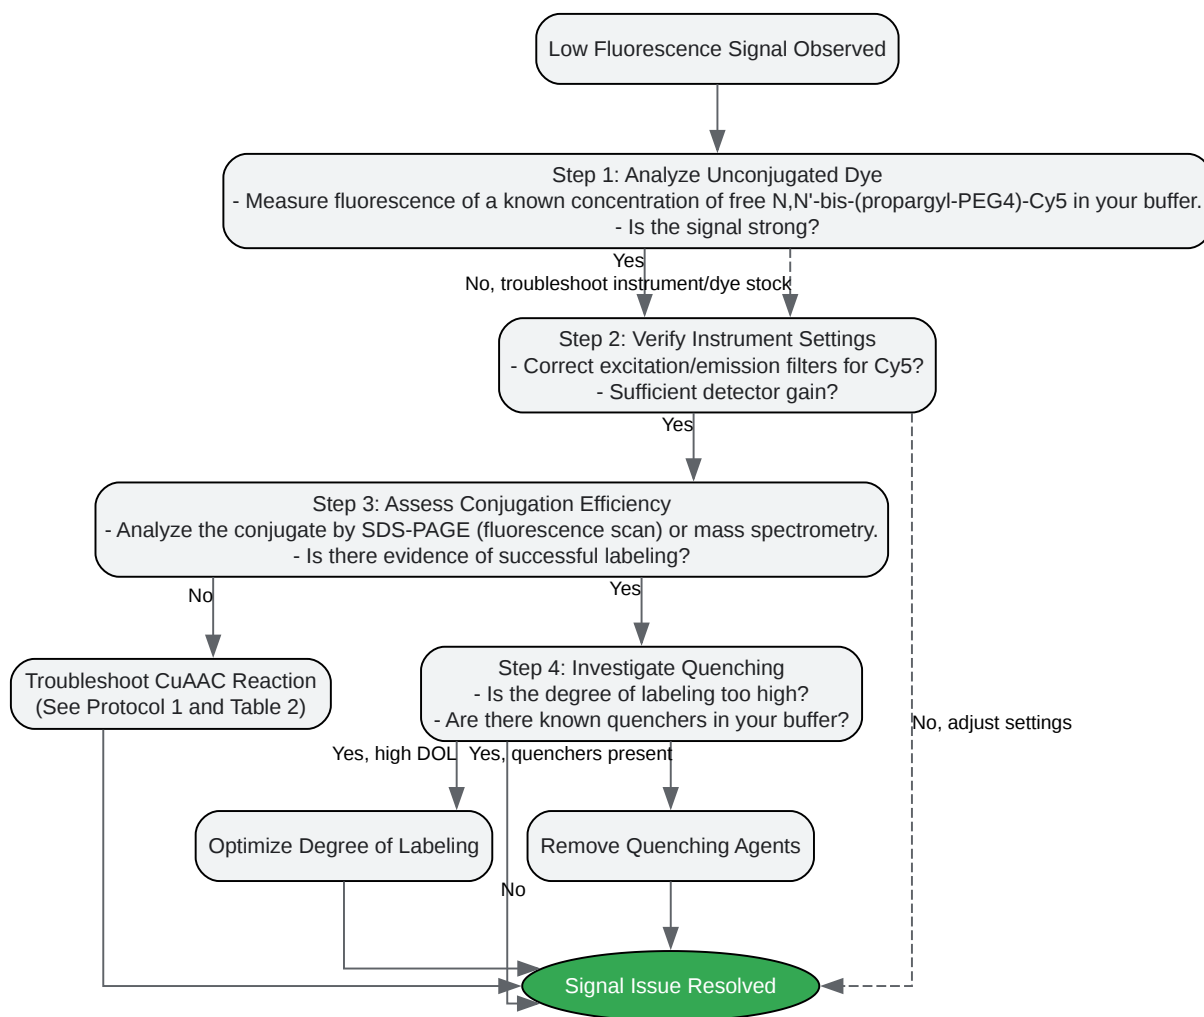 Low Fluorescence Signal Observed
Step 1: Analyze Unconjugated Dye
- Measure fluorescence of a known concentration of free N,N'-bis-(propargyl-PEG4)-Cy5 in your buffer.
- Is the signal strong?
Yes
No, troubleshoot instrument/dye stock
Step 2: Verify Instrument Settings
- Correct excitation/emission filters for Cy5?
- Sufficient detector gain?
Yes
Step 3: Assess Conjugation Efficiency
- Analyze the conjugate by SDS-PAGE (fluorescence scan) or mass spectrometry.
- Is there evidence of successful labeling?
No
Yes
Troubleshoot CuAAC Reaction
(See Protocol 1 and Table 2)
Step 4: Investigate Quenching
- Is the degree of labeling too high?
- Are there known quenchers in your buffer?
No, adjust settings
Yes, high DOL
Yes, quenchers present
Optimize Degree of Labeling
Remove Quenching Agents
No
Signal Issue Resolved